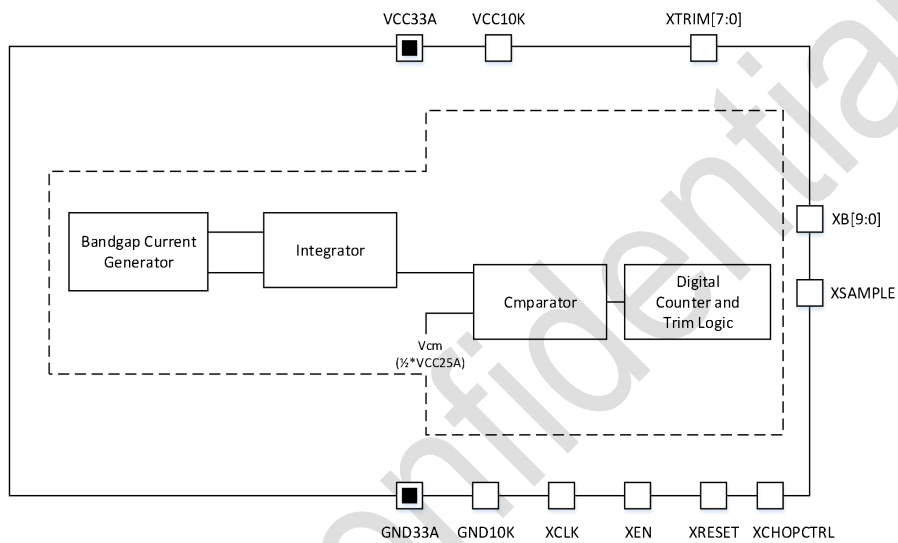 VCC33A VCC10K XTRIM[7:0]
XB[9:0]
XSAMPLE
Bandgap Current
Generator
Integrator
Cmparator
Digital
Counter and
Trim Logic
Vcm
(½*VCC25A)
GND33A GND10K XCLK XEN XRESET XCHOPCTRL
onfidential